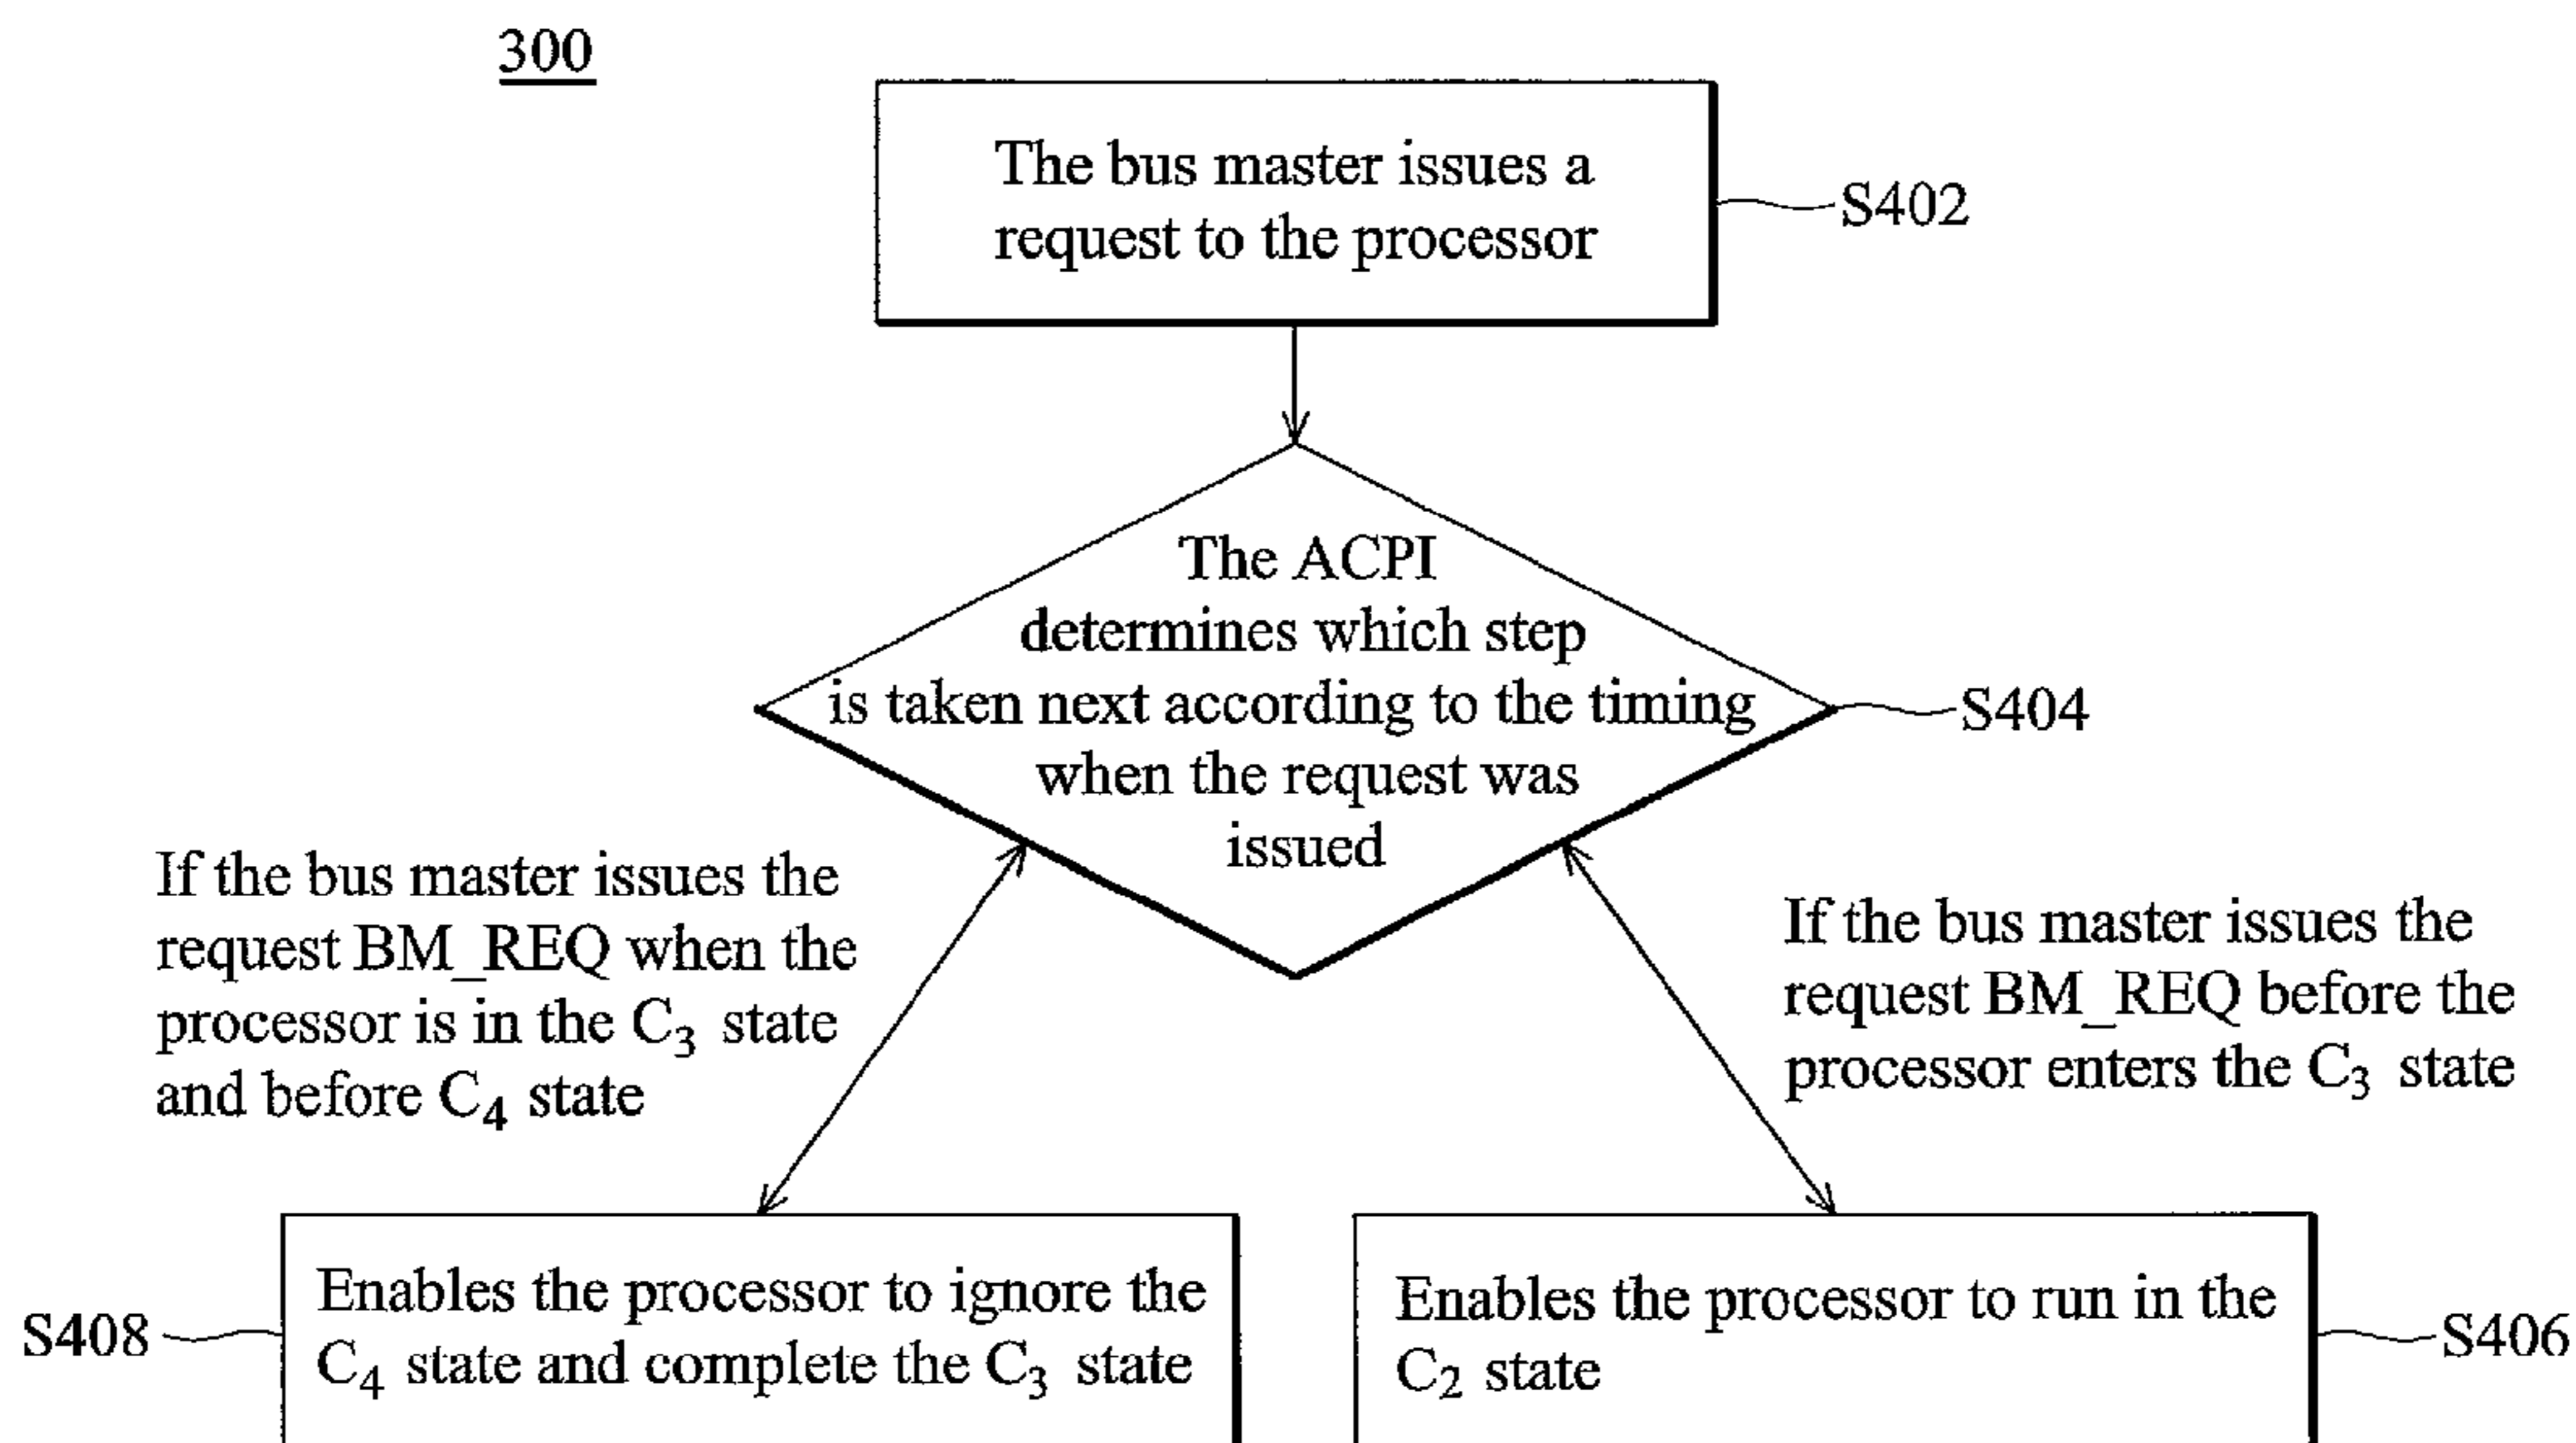 300
The bus master issues a
request to the processor
S402
The ACPI
determines which step
is taken next according to the timing
when the request was
issued
S404
If the bus master issues the
request BM_REQ when the
processor is in the C3 state
and before C4 state
If the bus master issues the
request BM_REQ before the
processor enters the C3 state
S408
Enables the processor to ignore the
C4 state and complete the C3 state
Enables the processor to run in the
C2 state
S406